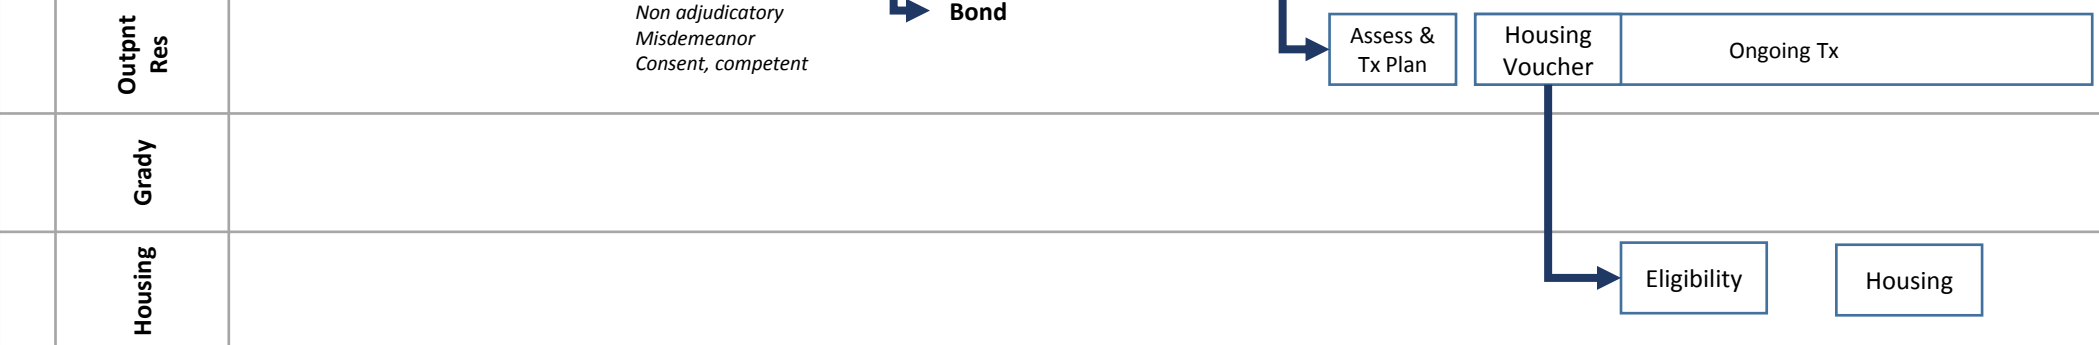 Outpnt
Res
Non adjudicatory
Misdemeanor
Consent, competent
Bond
Assess &
Tx Plan
Housing
Voucher
Ongoing Tx
Grady
Housing
Eligibility
Housing